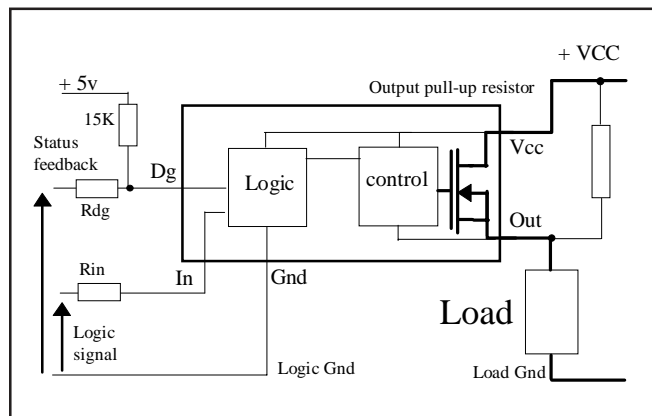 + VCC
+ 5v
Output pull-up resistor
15K
Status
feedback
Vcc
Dg
Logic
control
Rdg
Out
Rin
In
Gnd
Load
Logic
signal
Logic Gnd
Load Gnd